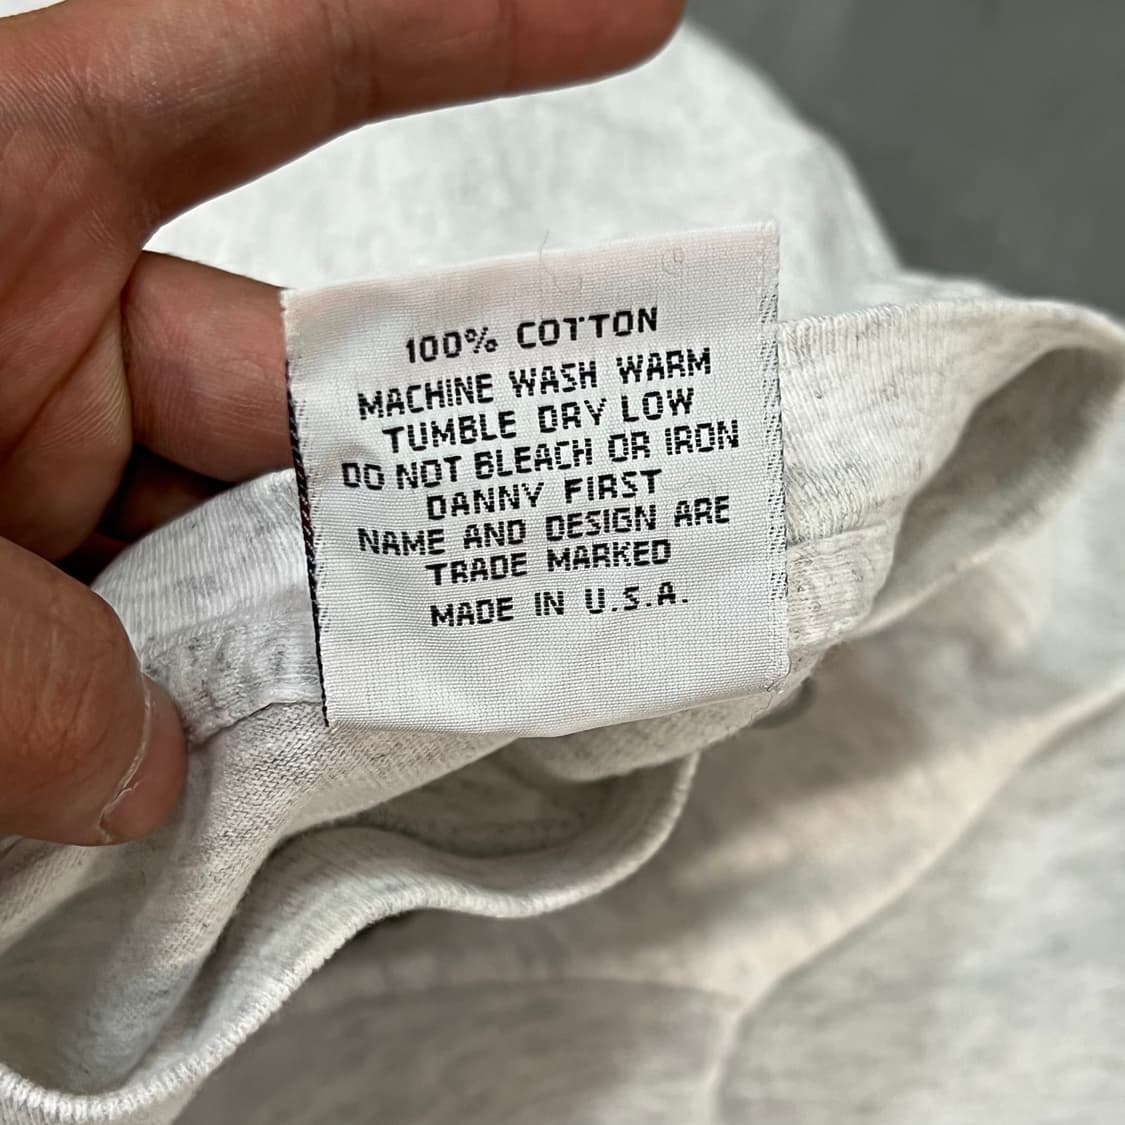 100% COTTON
MACHINE WASH WARM
TUMBLE DRY LOW
DO NOT BLEACH OR IRON
DANNY FIRST
NAME AND DESIGN ARE
TRADE MARKED
MADE IN U.S.A.